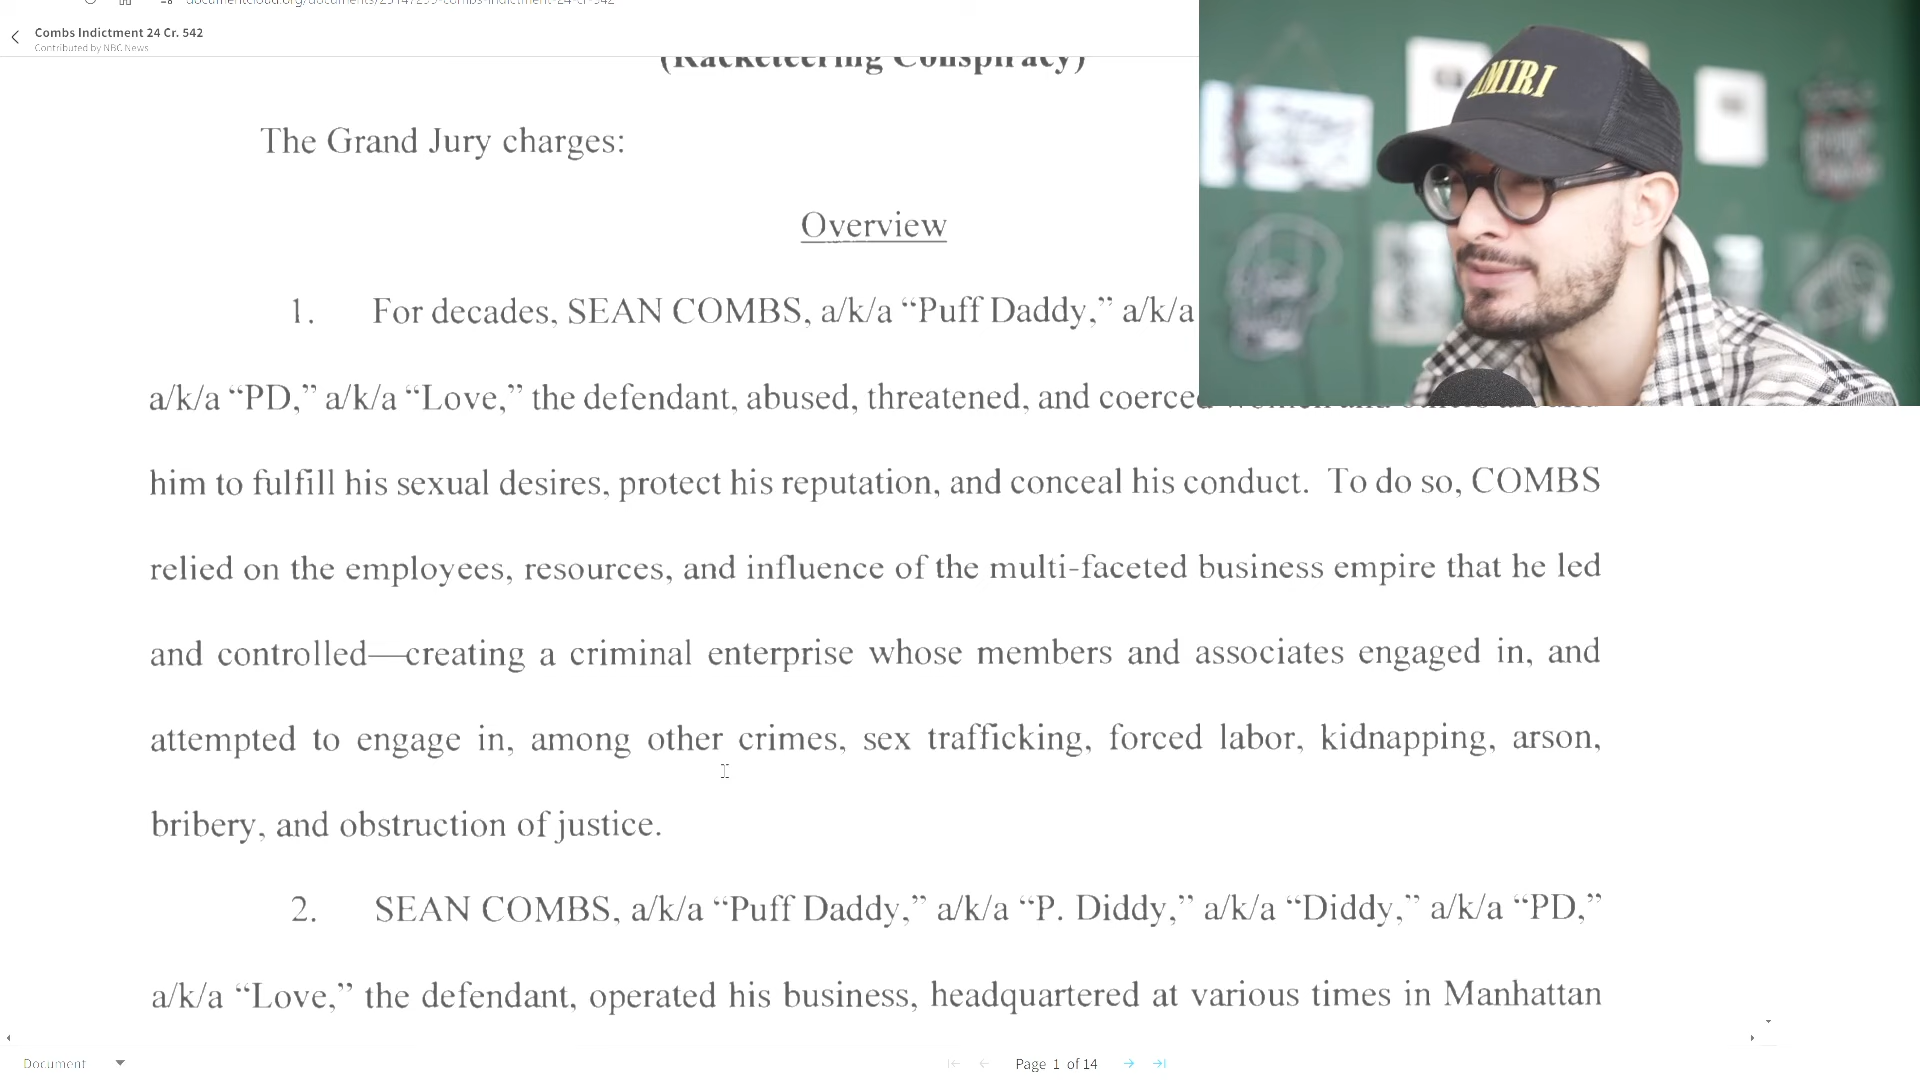 Combs Indictment 24 Cr. 542
Contributed by NBC News
(Racketeering Conspiracy)
AMIRI
The Grand Jury charges:
Overview
1. For decades, SEAN COMBS, a/k/a “Puff Daddy,” a/k/a
a/k/a “PD,” a/k/a “Love,” the defendant, abused, threatened, and coerced
him to fulfill his sexual desires, protect his reputation, and conceal his conduct. To do so, COMBS
relied on the employees, resources, and influence of the multi-faceted business empire that he led
and controlled—creating a criminal enterprise whose members and associates engaged in, and
attempted to engage in, among other crimes, sex trafficking, forced labor, kidnapping, arson,
bribery, and obstruction of justice.
2. SEAN COMBS, a/k/a “Puff Daddy,” a/k/a “P. Diddy,” a/k/a “Diddy,” a/k/a “PD,”
a/k/a “Love,” the defendant, operated his business, headquartered at various times in Manhattan
Document
Page 1 of 14